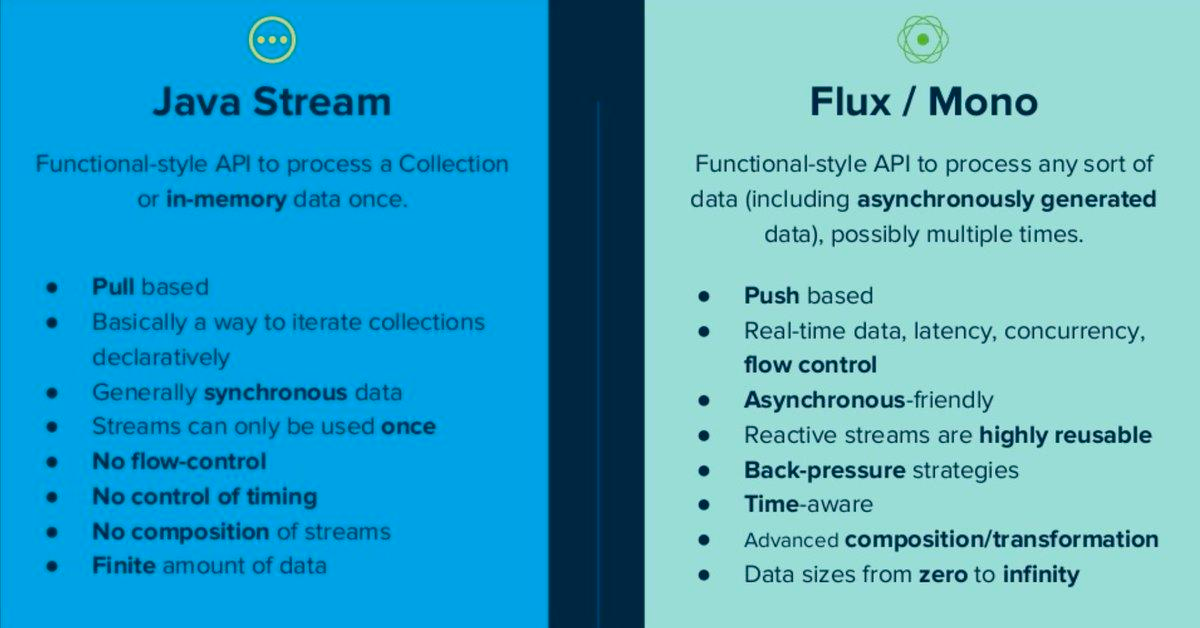 Java Stream
Functional-style API to process a Collection
or in-memory data once.
● Pull based
● Basically a way to iterate collections
declaratively
● Generally synchronous data
● Streams can only be used once
● No flow-control
● No control of timing
● No composition of streams
● Finite amount of data
Flux / Mono
Functional-style API to process any sort of
data (including asynchronously generated
data), possibly multiple times.
● Push based
● Real-time data, latency, concurrency,
flow control
● Asynchronous-friendly
● Reactive streams are highly reusable
● Back-pressure strategies
● Time-aware
● Advanced composition/transformation
● Data sizes from zero to infinity